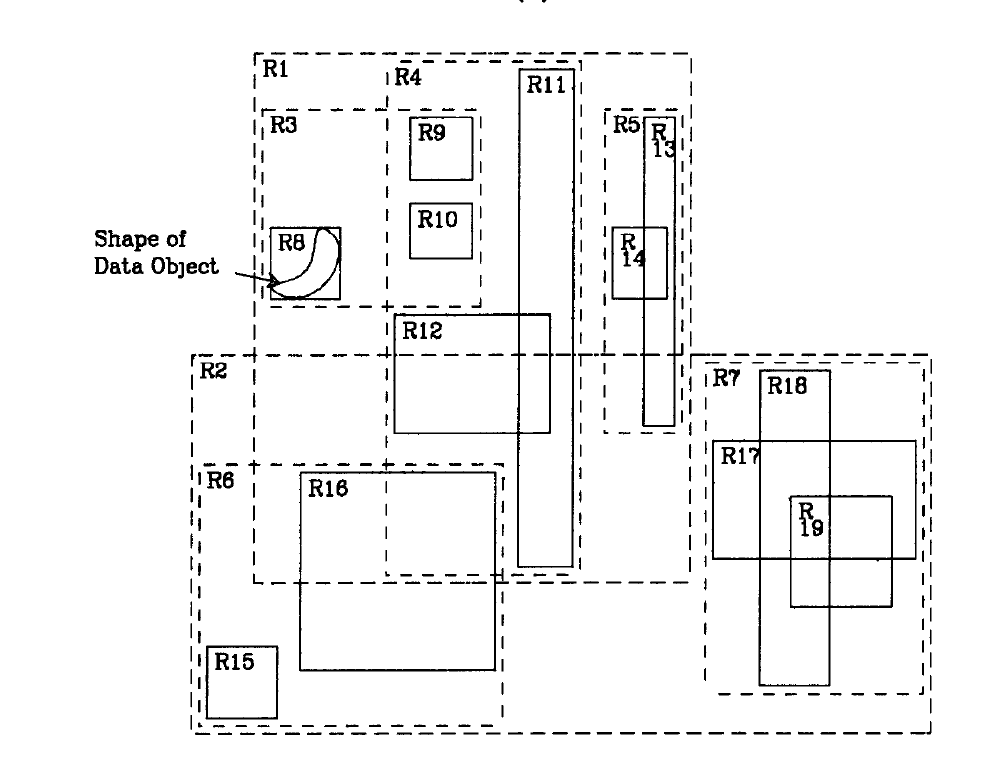 R1
R4
R11
R3
R9
R5
R
13
R10
R8
R
14
Shape of
Data Object
R12
R2
R7
R18
R17
R6
R16
R
19
R15